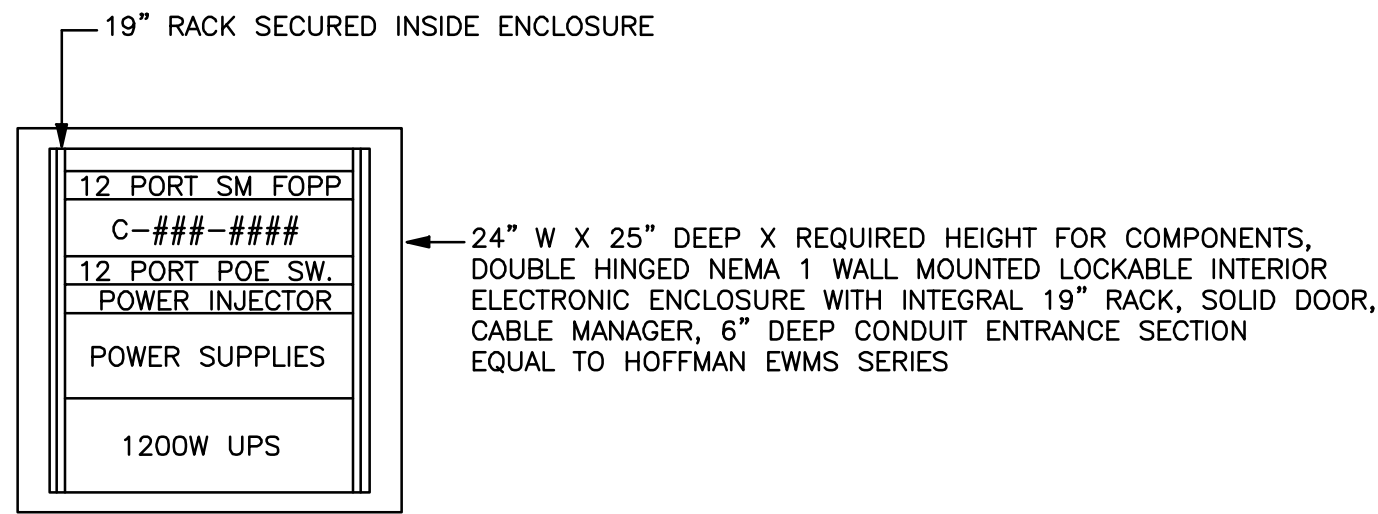 19” RACK SECURED INSIDE ENCLOSURE
12 PORT SM FOPP
C-###-####
12 PORT POE SW.
POWER INJECTOR
POWER SUPPLIES
1200W UPS
24” W X 25” DEEP X REQUIRED HEIGHT FOR COMPONENTS,
DOUBLE HINGED NEMA 1 WALL MOUNTED LOCKABLE INTERIOR
ELECTRONIC ENCLOSURE WITH INTEGRAL 19” RACK, SOLID DOOR,
CABLE MANAGER, 6” DEEP CONDUIT ENTRANCE SECTION
EQUAL TO HOFFMAN EWMS SERIES